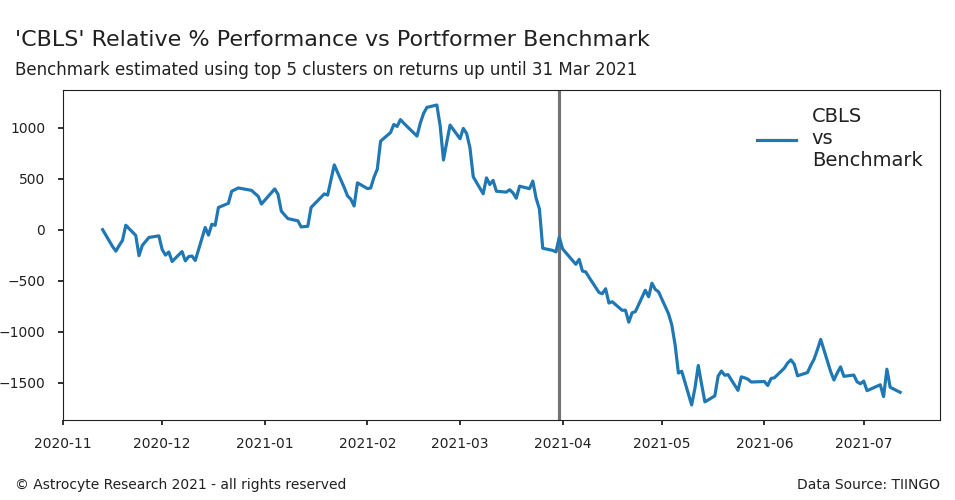 'CBLS' Relative % Performance vs Portformer Benchmark
Benchmark estimated using top 5 clusters on returns up until 31 Mar 2021
CBLS
vs
Benchmark
1000
500
0
−500
−1000
−1500
2020-11 2020-12 2021-01 2021-02 2021-03 2021-04 2021-05 2021-06 2021-07
© Astrocyte Research 2021 - all rights reserved Data Source: TIINGO